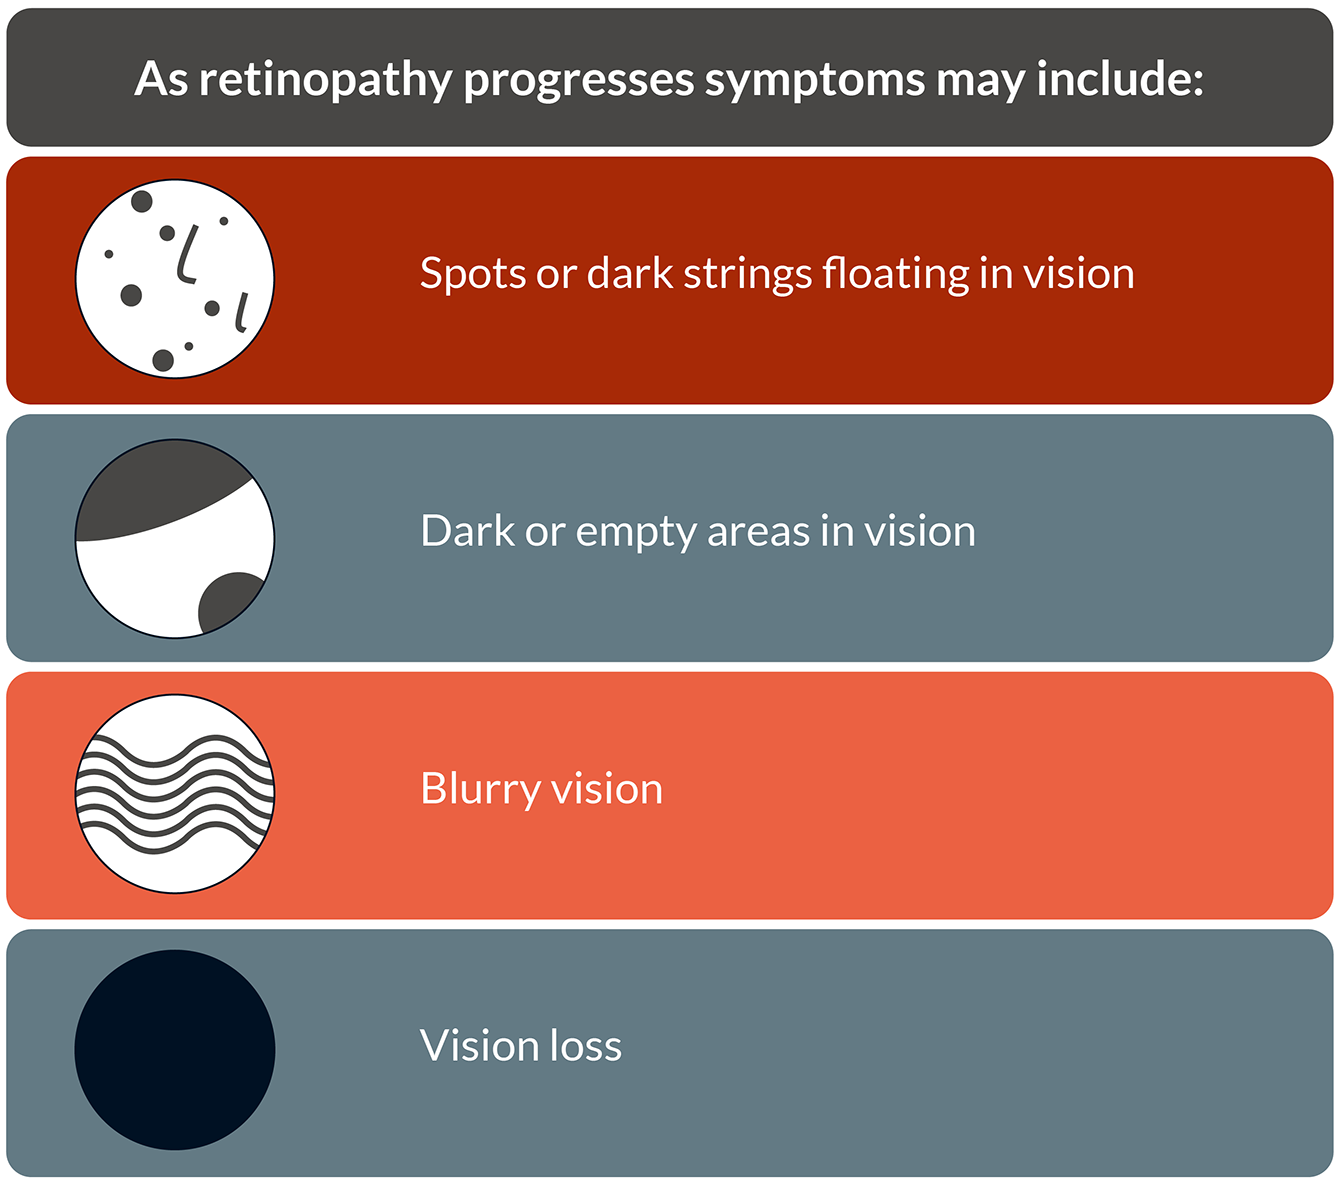 As retinopathy progresses symptoms may include:
Spots or dark strings floating in vision
Dark or empty areas in vision
Blurry vision
Vision loss